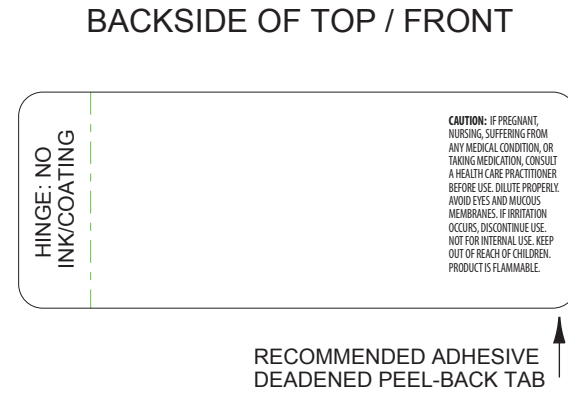 BACKSIDE OF TOP / FRONT
HINGE: NO
INK/COATING
CAUTION: IF PREGNANT,
NURSING, SUFFERING FROM
ANY MEDICAL CONDITION, OR
TAKING MEDICATION, CONSULT
A HEALTH CARE PRACTITIONER
BEFORE USE. DILUTE PROPERLY.
AVOID EYES AND MUCOUS
MEMBRANES. IF IRRITATION
OCCURS, DISCONTINUE USE.
NOT FOR INTERNAL USE. KEEP
OUT OF REACH OF CHILDREN.
PRODUCT IS FLAMMABLE.
RECOMMENDED ADHESIVE
DEADENED PEEL-BACK TAB